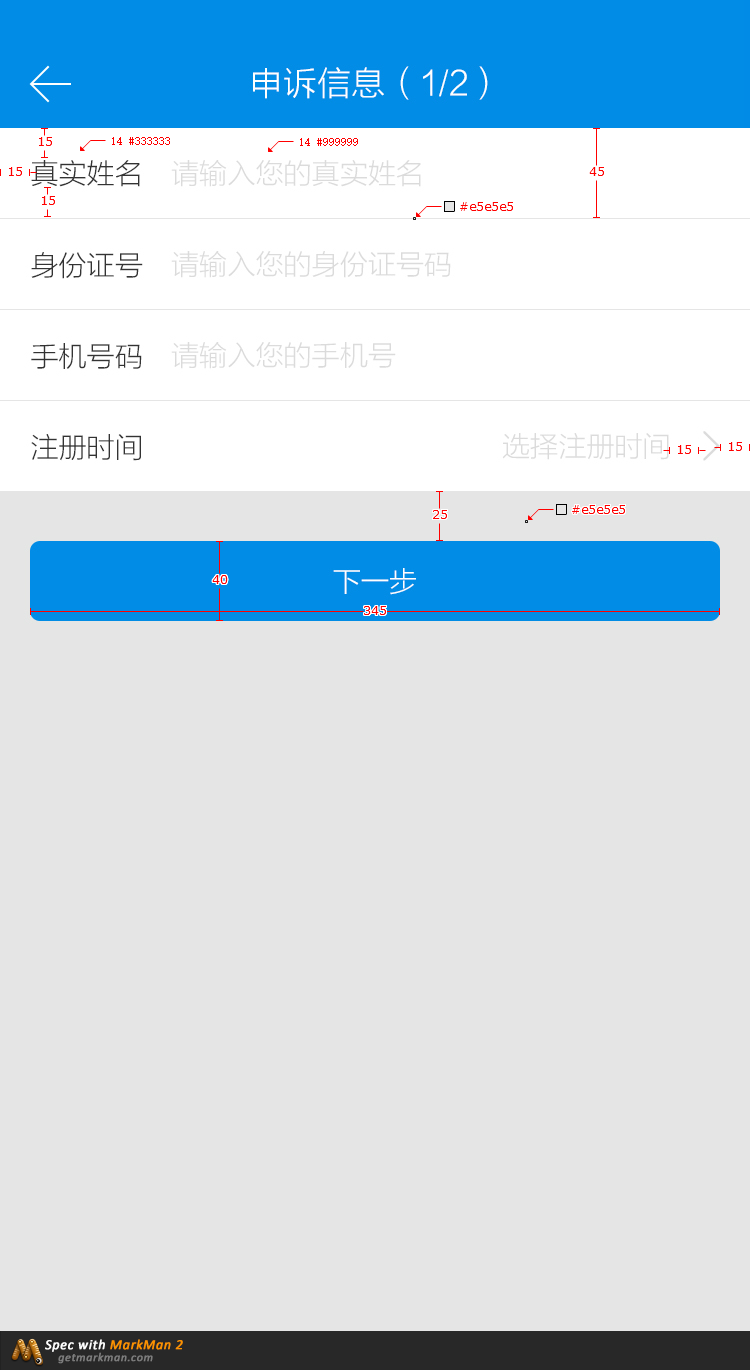 申诉信息（1/2）
15
14 #333333
14 #999999
15 真实姓名 请输入您的真实姓名 45
15
#e5e5e5
身份证号 请输入您的身份证号码
手机号码 请输入您的手机号
注册时间 选择注册时间 15 15
25 #e5e5e5
40 下一步
345
Spec with MarkMan 2
getmarkman.com